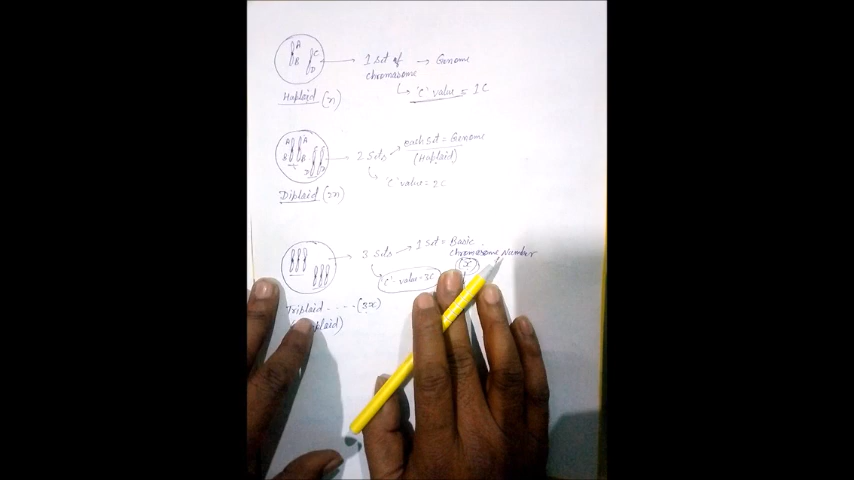 A
B
C
D
1 Set of → Genome
chromosome
↳ 'C' value = 1C
Haploid (n)
A A
B B
2 Sets
each set = Genome
(Haploid)
'C' value = 2C
Diploid (2n)
3 Sets
1 Set = Basic
chromosome Number
(x)
'C' - value - 3C
Triploid ---- (3x)